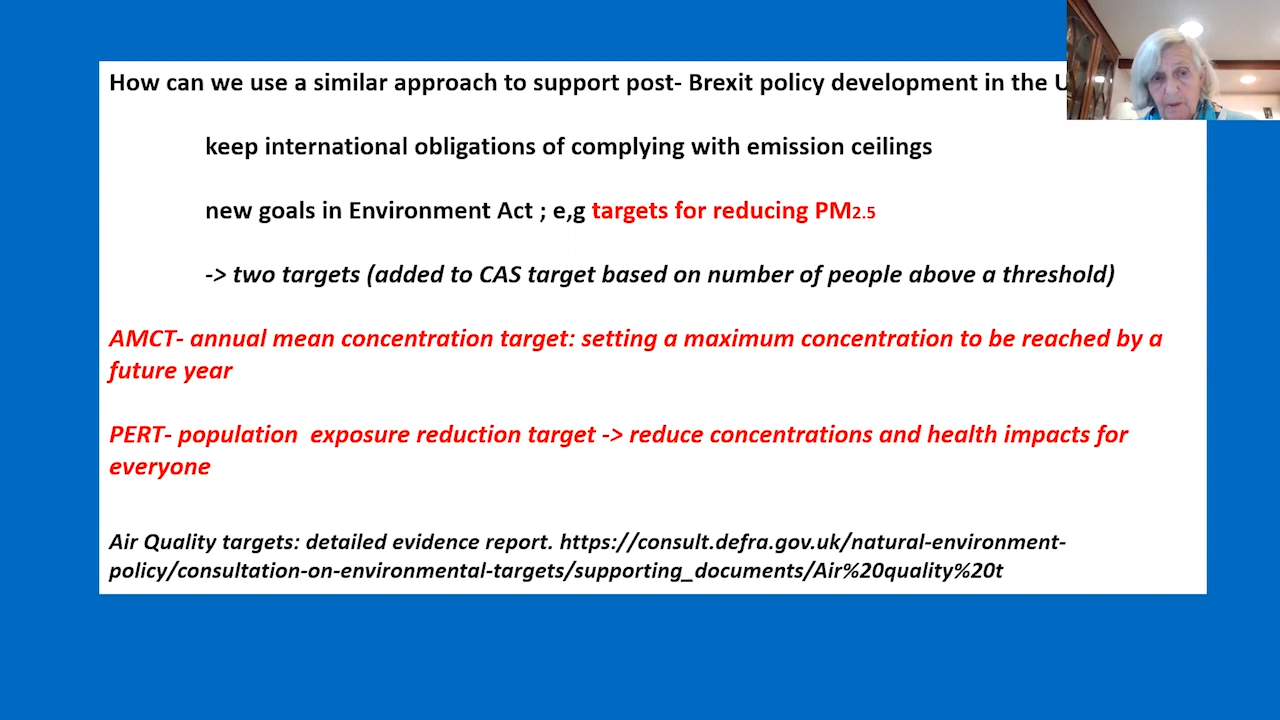 How can we use a similar approach to support post- Brexit policy development in the
keep international obligations of complying with emission ceilings
new goals in Environment Act ; e,g targets for reducing PM2.5
-> two targets (added to CAS target based on number of people above a threshold)
AMCT- annual mean concentration target: setting a maximum concentration to be reached by a
future year
PERT- population exposure reduction target -> reduce concentrations and health impacts for
everyone
Air Quality targets: detailed evidence report. https://consult.defra.gov.uk/natural-environment-
policy/consultation-on-environmental-targets/supporting_documents/Air%20quality%20t